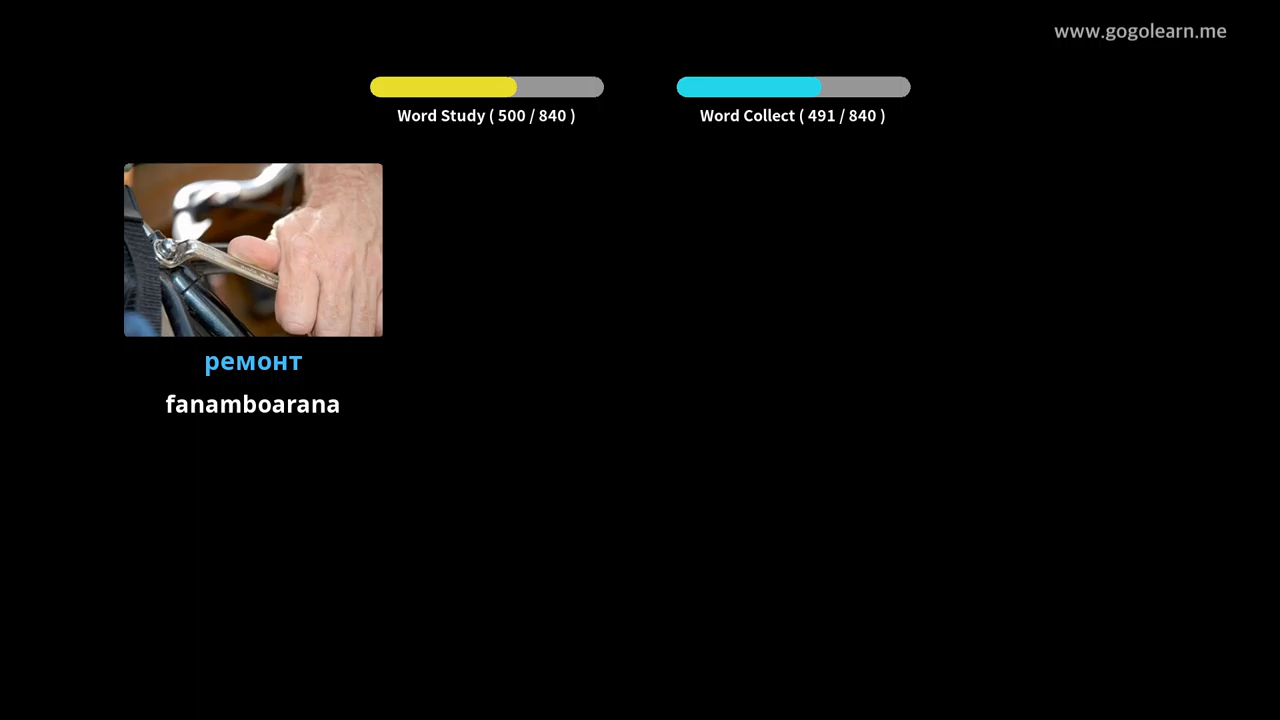 www.gogolearn.me
Word Study ( 500 / 840 )
Word Collect ( 491 / 840 )
ремонт
fanamboarana